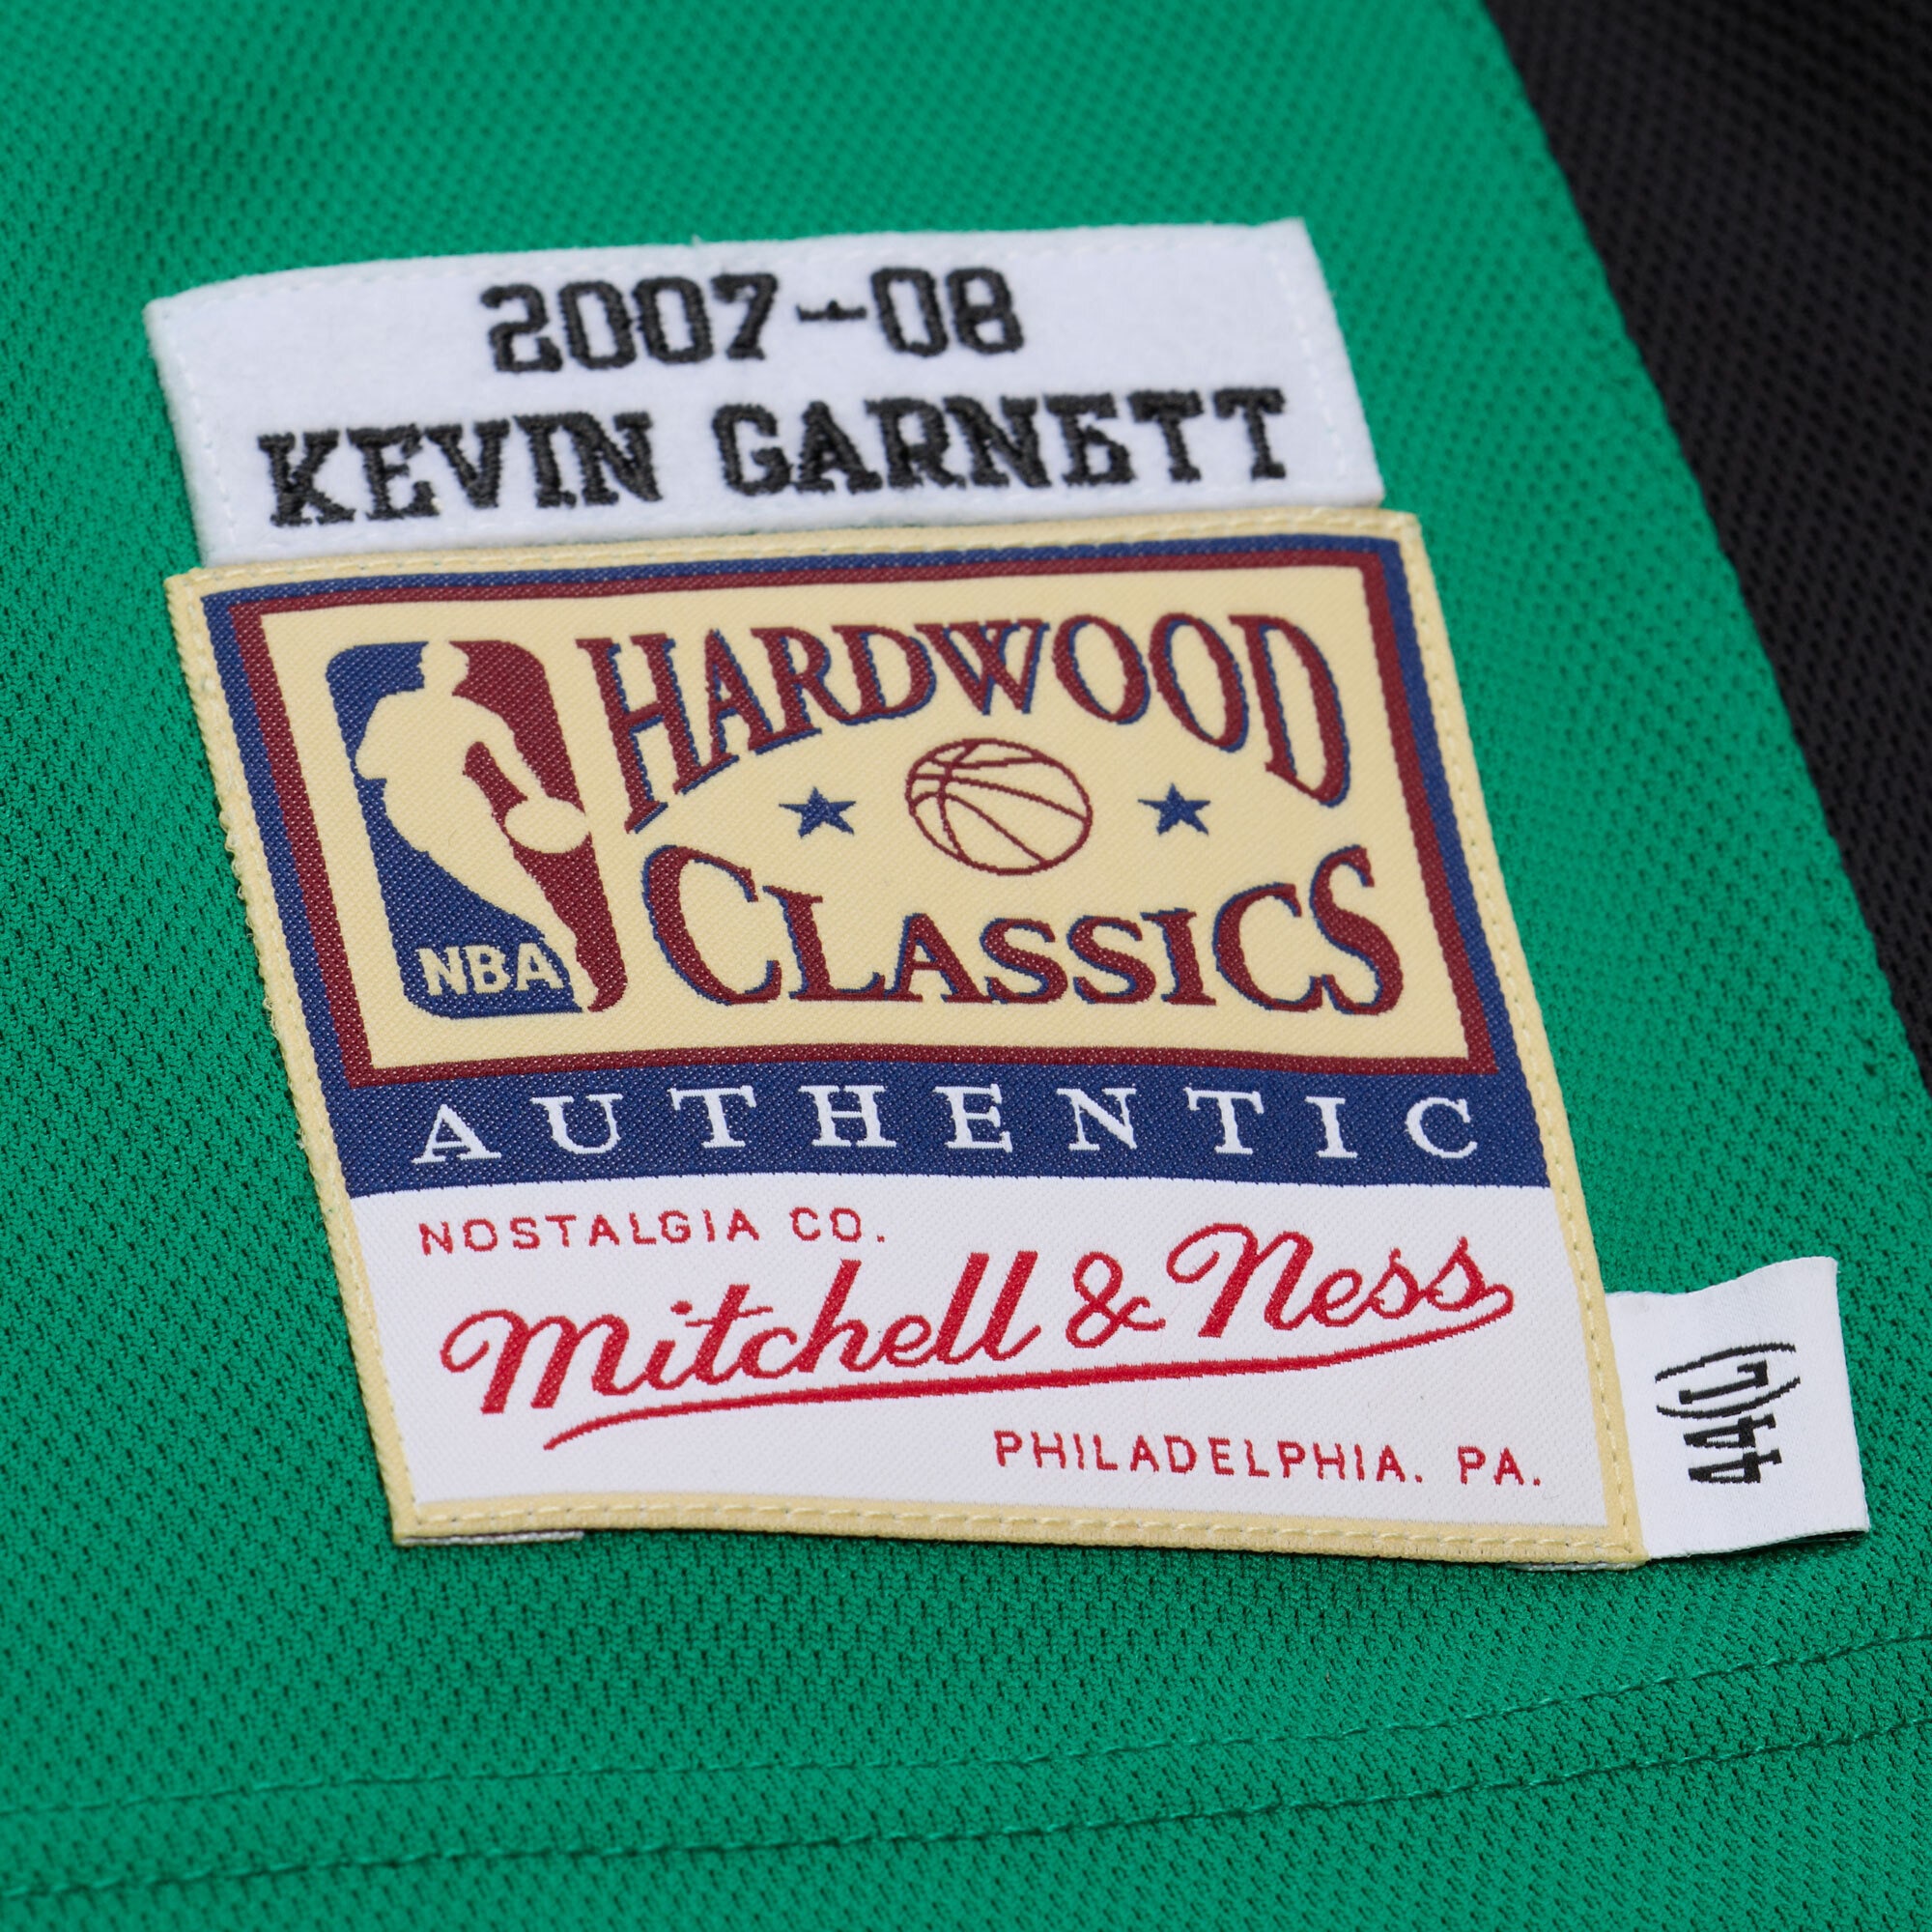 2007-08
KEVIN GARNETT
HARDWOOD
CLASSICS
NBA
AUTHENTIC
NOSTALGIA CO.
Mitchell & Ness
PHILADELPHIA. PA.
44(L)